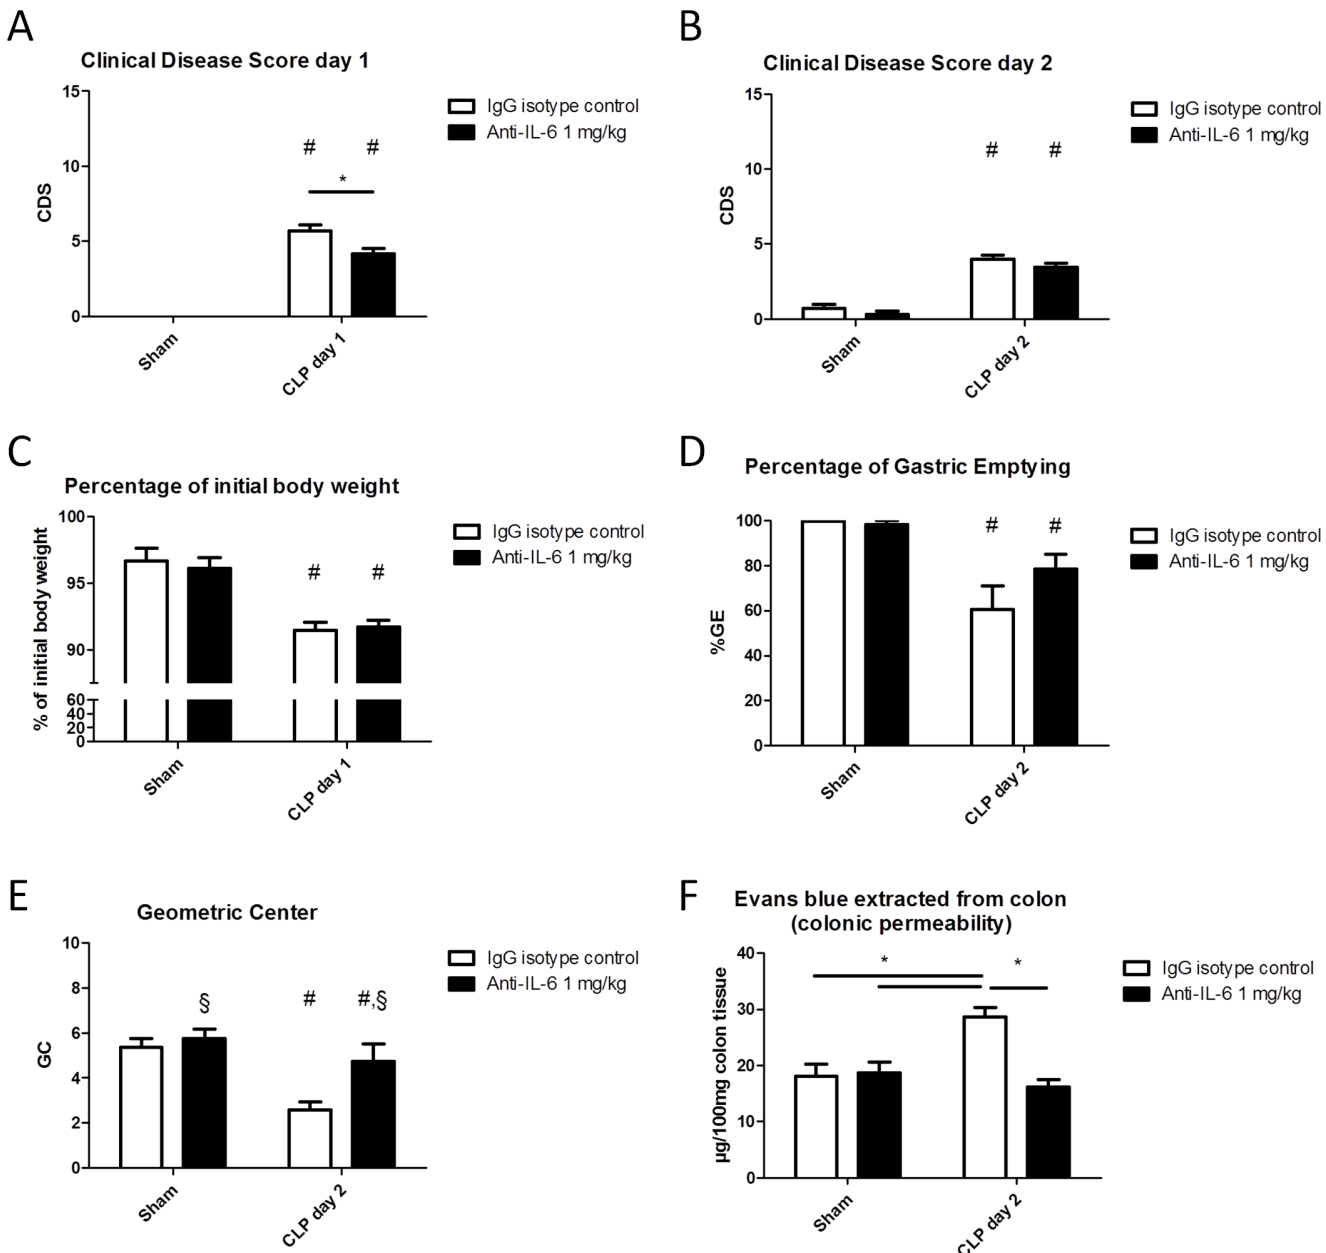 A
Clinical Disease Score day 1
15
10
5
0
CDS
# #
*
Sham
CLP day 1
IgG isotype control
Anti-IL-6 1 mg/kg
B
Clinical Disease Score day 2
15
10
5
0
CDS
# #
Sham
CLP day 2
IgG isotype control
Anti-IL-6 1 mg/kg
C
Percentage of initial body weight
100
95
90
60
40
20
0
% of initial body weight
# #
Sham
CLP day 1
IgG isotype control
Anti-IL-6 1 mg/kg
D
Percentage of Gastric Emptying
100
80
60
40
20
0
%GE
# #
Sham
CLP day 2
IgG isotype control
Anti-IL-6 1 mg/kg
E
Geometric Center
10
8
6
4
2
0
GC
§ # #,§
Sham
CLP day 2
IgG isotype control
Anti-IL-6 1 mg/kg
F
Evans blue extracted from colon
(colonic permeability)
40
30
20
10
0
µg/100mg colon tissue
* *
Sham
CLP day 2
IgG isotype control
Anti-IL-6 1 mg/kg